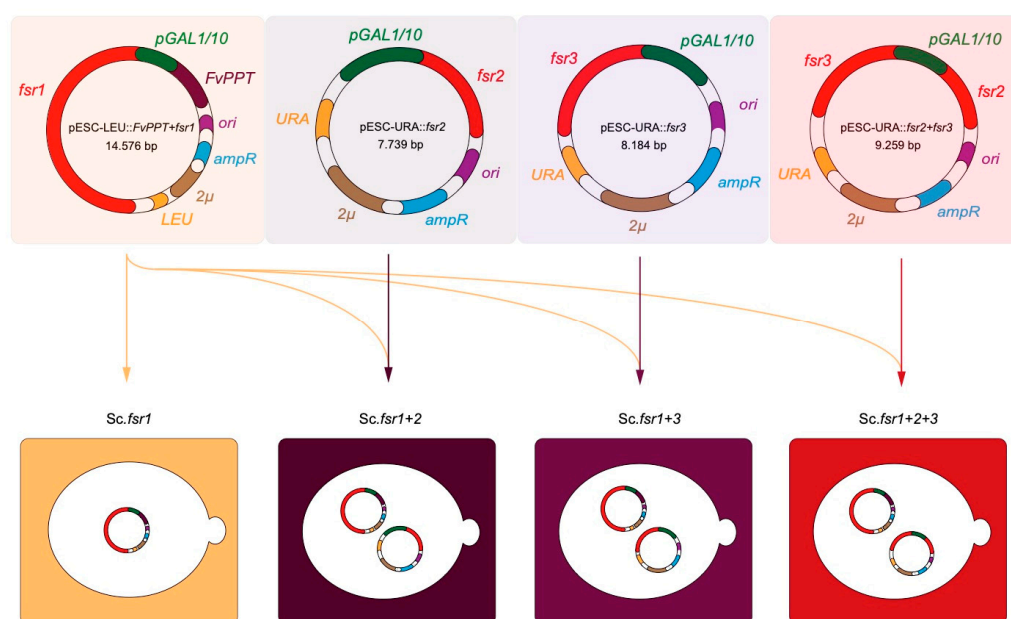 pGAL1/10
FvPPT
fsr1
ori
pESC-LEU::FvPPT+fsr1
14.576 bp
ampR
2μ
LEU
pGAL1/10
fsr2
URA
pESC-URA::fsr2
7.739 bp
ori
2μ
ampR
pGAL1/10
fsr3
ori
pESC-URA::fsr3
8.184 bp
URA
ampR
2μ
pGAL1/10
fsr3
fsr2
pESC-URA::fsr2+fsr3
9.259 bp
ori
URA
ampR
2μ
Sc.fsr1
Sc.fsr1+2
Sc.fsr1+3
Sc.fsr1+2+3